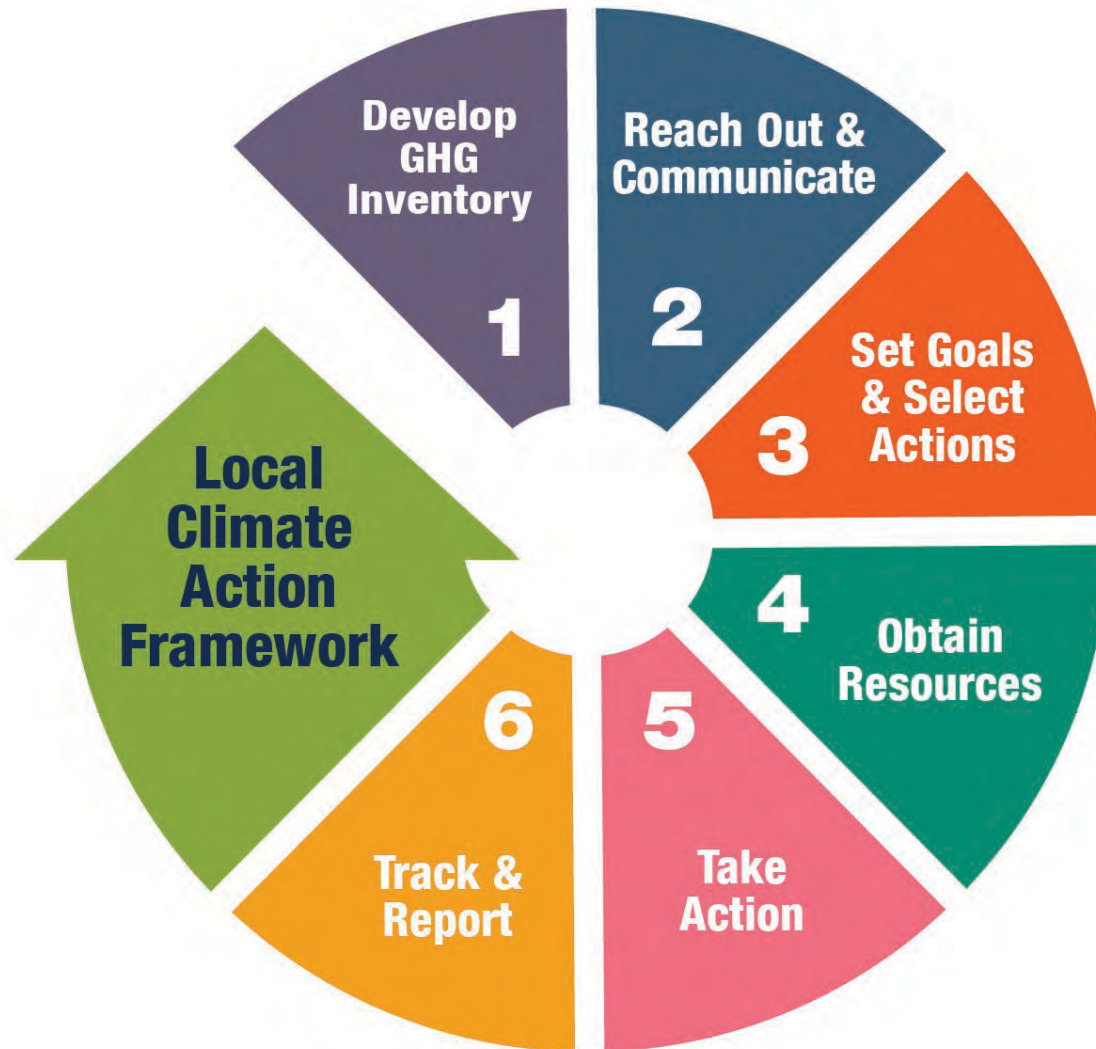 Develop
GHG
Inventory
1
Reach Out &
Communicate
2
Set Goals
& Select
Actions
3
4
Obtain
Resources
5
Take
Action
6
Track &
Report
Local
Climate
Action
Framework